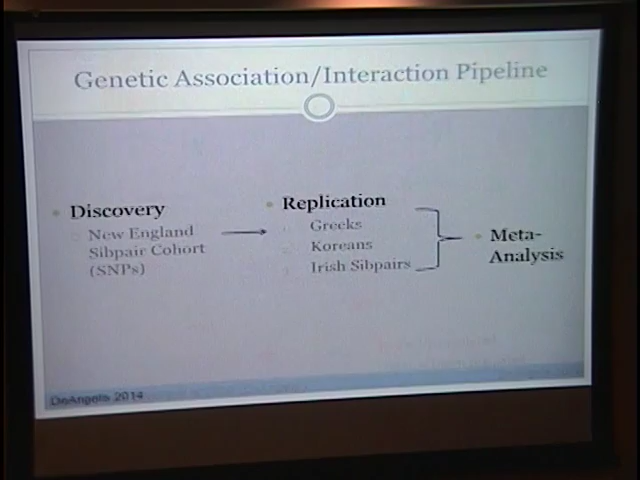 Genetic Association/Interaction Pipeline
Discovery
New England
Sibpair Cohort
(SNPs)
Replication
Greeks
Koreans
Irish Sibpairs
Meta-
Analysis
DeAngelis 2014